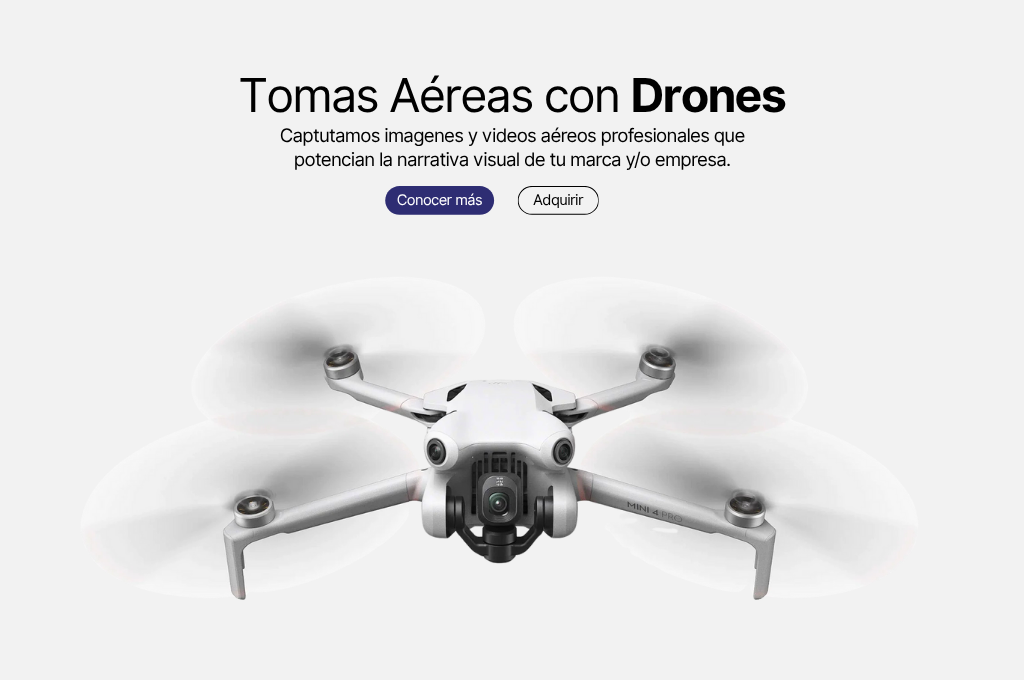 Tomas Aéreas con Drones
Captutamos imagenes y videos aéreos profesionales que
potencian la narrativa visual de tu marca y/o empresa.
Conocer más
Adquirir
MINI 4 PRO